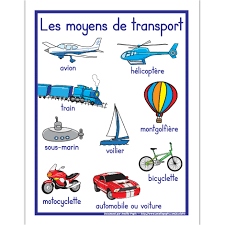 Les moyens de transport
avion
hélicoptère
train
montgolfière
sous-marin
voilier
bicyclette
motocyclette
automobile ou voiture